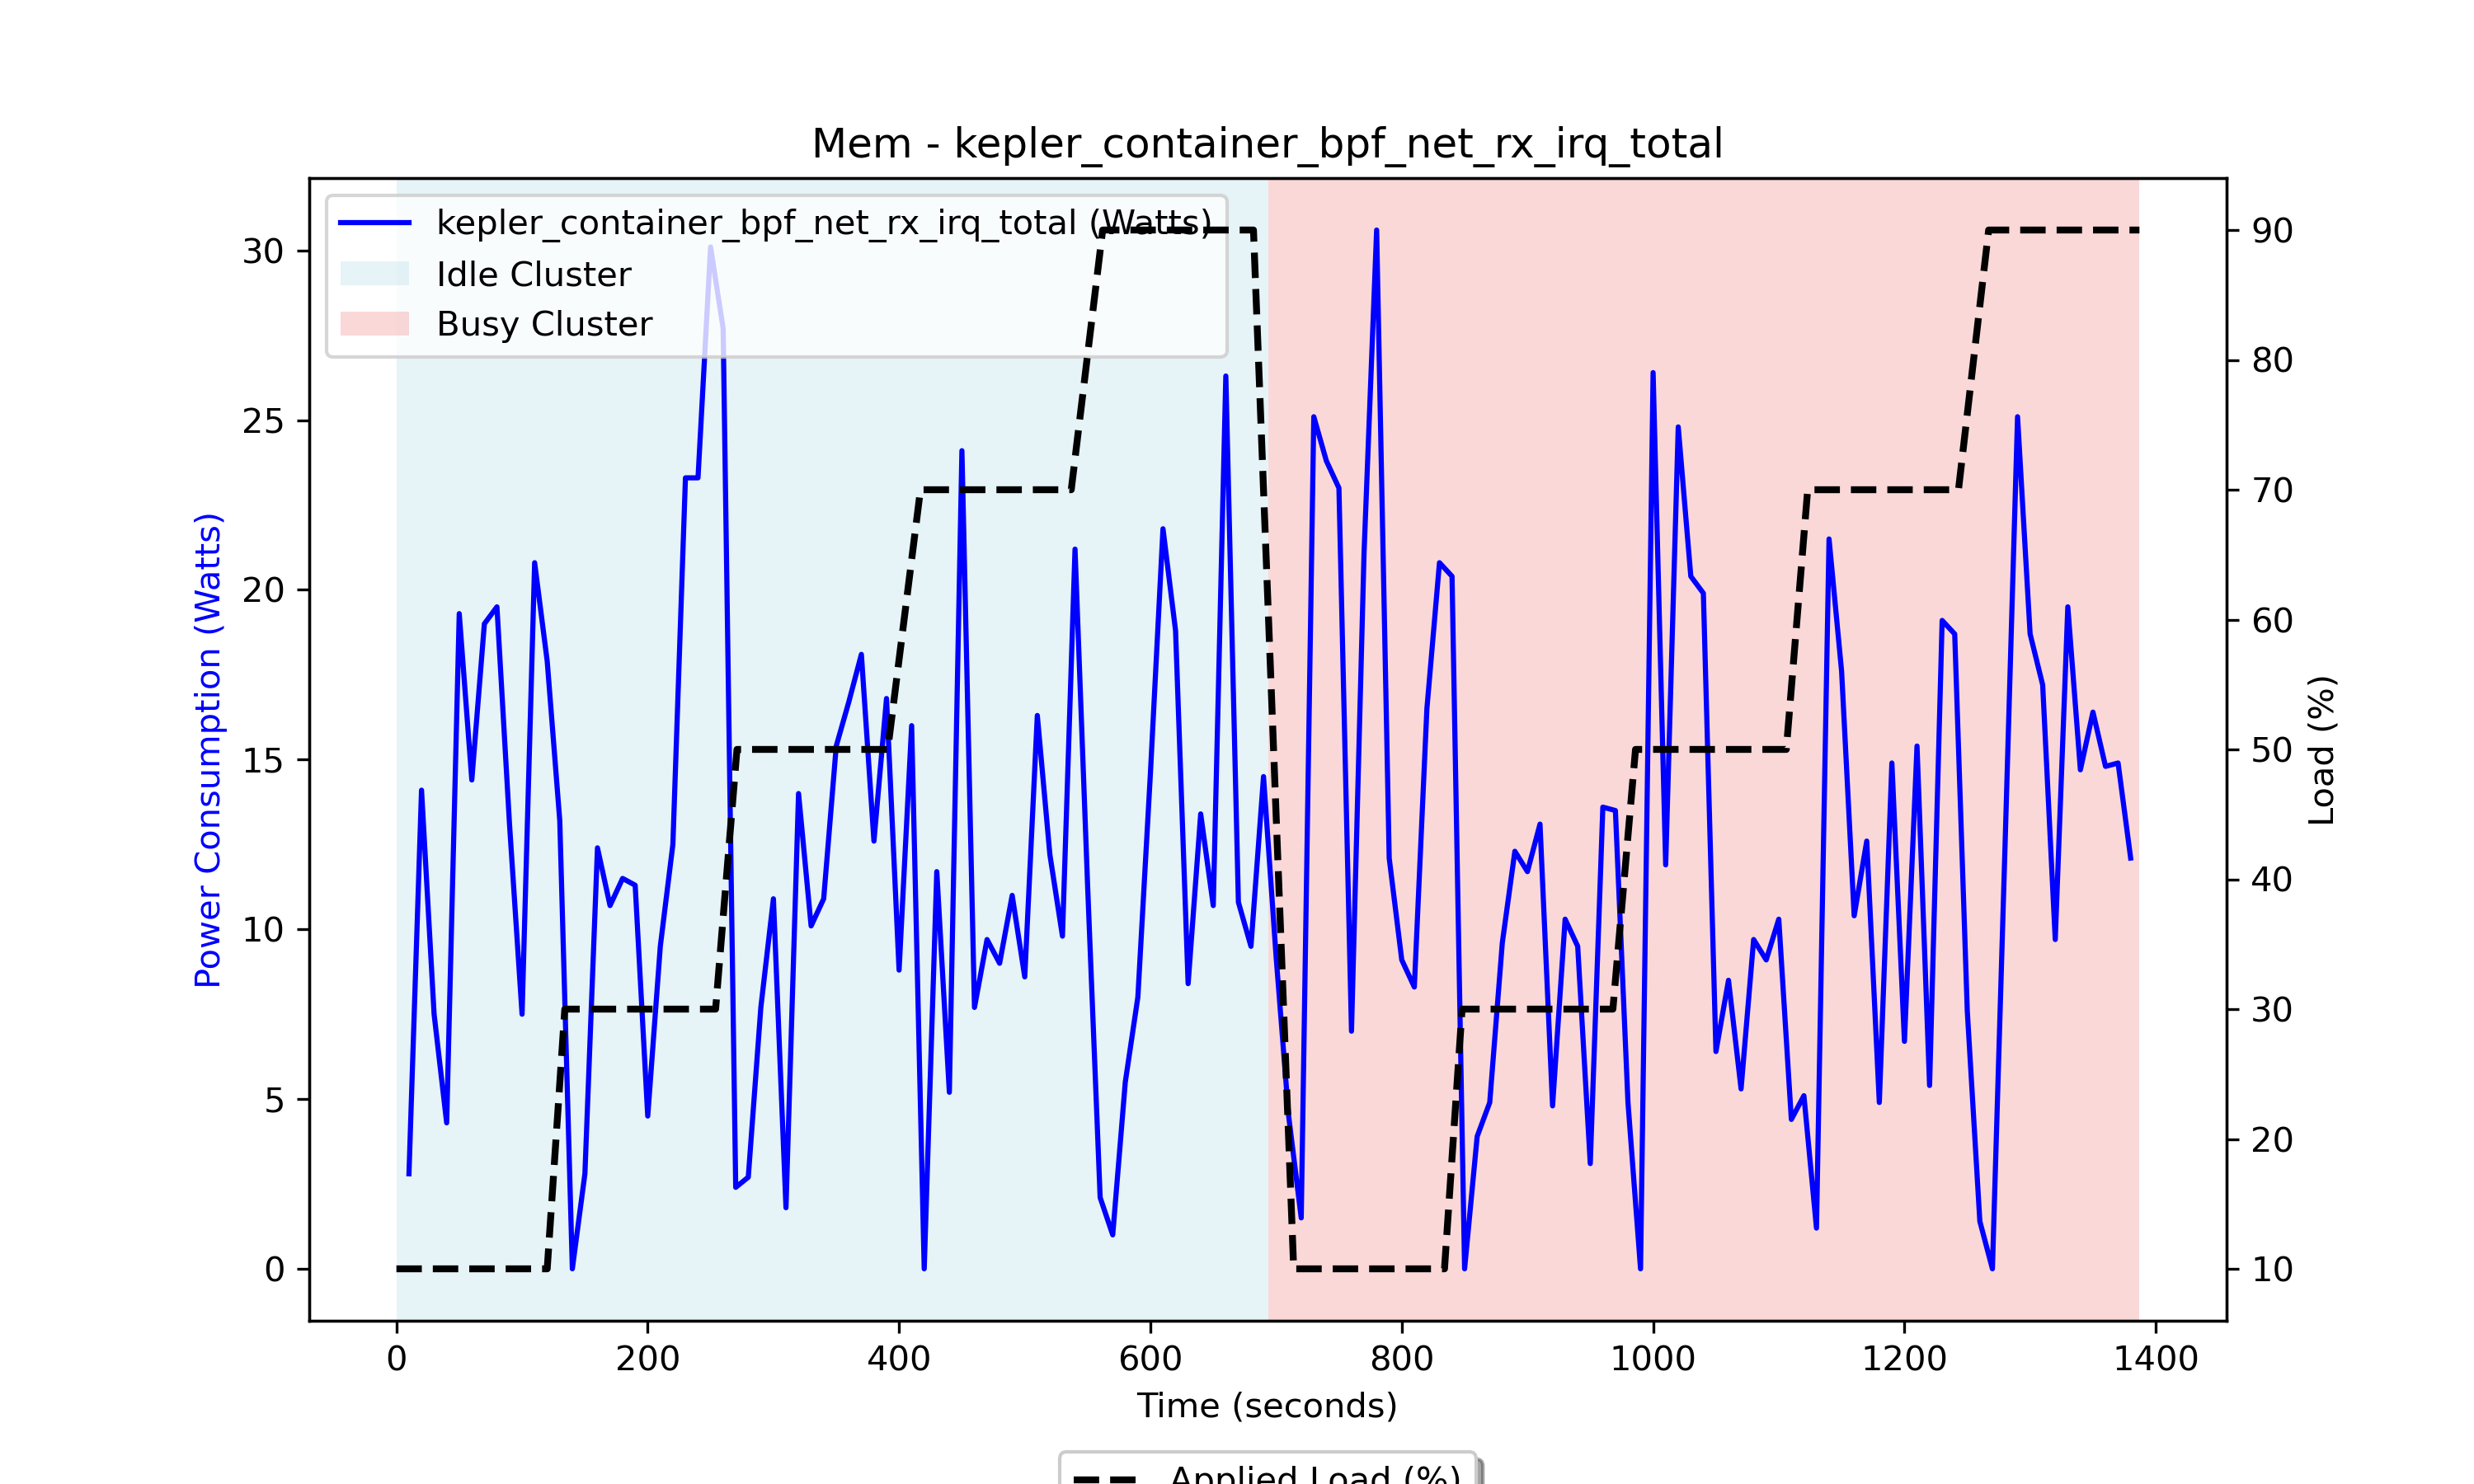 Mem - kepler_container_bpf_net_rx_irq_total
kepler_container_bpf_net_rx_irq_total (Watts)
Idle Cluster
Busy Cluster
30
25
20
15
10
5
0
Power Consumption (Watts)
90
80
70
60
50
40
30
20
10
Load (%)
0 200 400 600 800 1000 1200 1400
Time (seconds)
Applied Load (%)